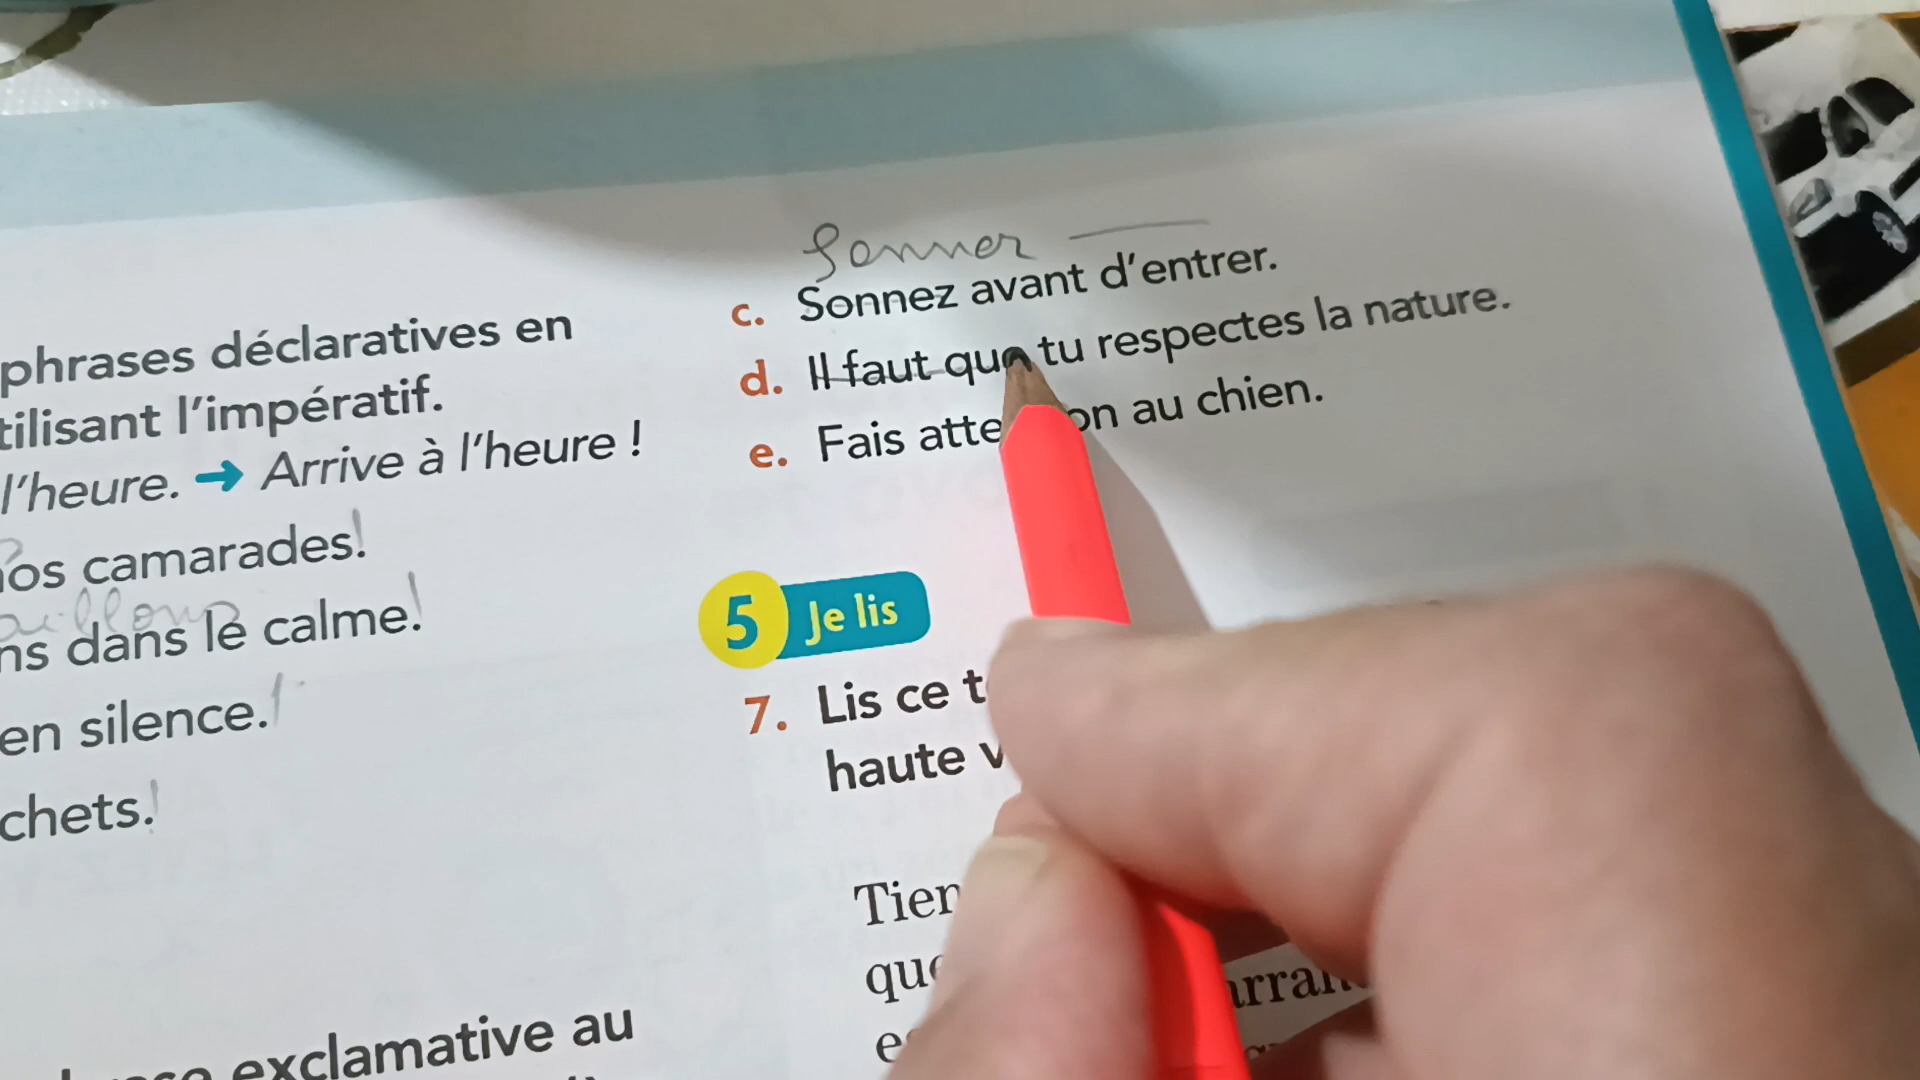 phrases déclaratives en
tilisant l'impératif.
l'heure. → Arrive à l'heure !
os camarades!
ns dans le calme!
en silence.!
chets.!
exclamative au
Sonner
c. Sonnez avant d'entrer.
d. Il faut que tu respectes la nature.
e. Fais atte on au chien.
5 Je lis
7. Lis ce t
haute v
Tien
que
arran